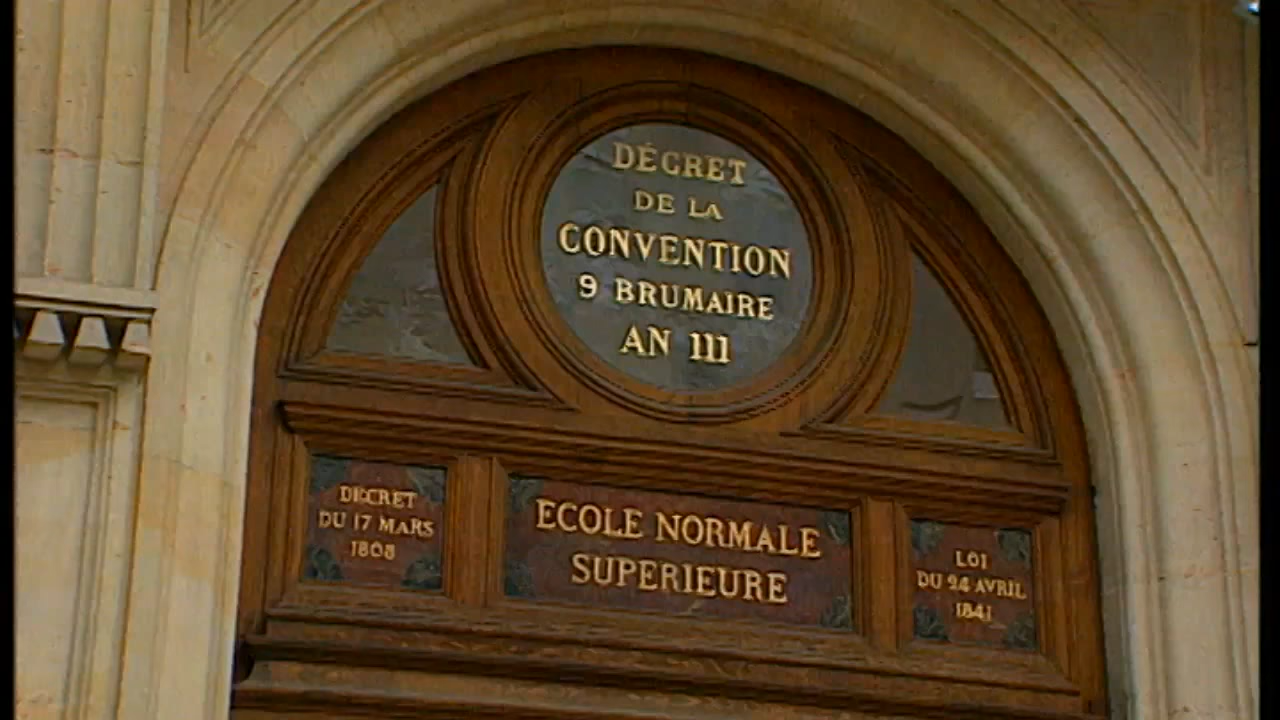 DÉCRET
DE LA
CONVENTION
9 BRUMAIRE
AN III
DECRET
DU 17 MARS
1808
ECOLE NORMALE
SUPERIEURE
LOI
DU 24 AVRIL
1841